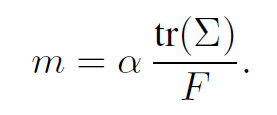 m = α tr(Σ) / F.